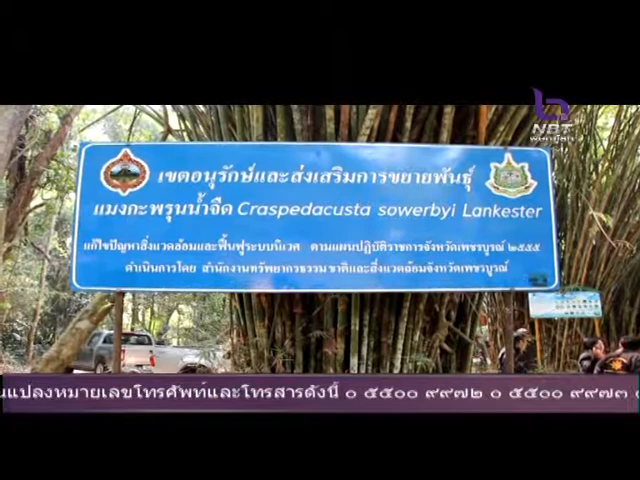 NBT
พิษณุโลก
เขตอนุรักษ์และส่งเสริมการขยายพันธุ์
แมงกะพรุนน้ำจืด Craspedacusta sowerbyi Lankester
แก้ไขปัญหาสิ่งแวดล้อมและฟื้นฟูระบบนิเวศ ตามแผนปฏิบัติราชการจังหวัดเพชรบูรณ์ ๒๕๕๕
ดำเนินการโดย สำนักงานทรัพยากรธรรมชาติและสิ่งแวดล้อมจังหวัดเพชรบูรณ์
นแปลงหมายเลขโทรศัพท์และโทรสารดังนี้ ๐ ๕๕๐๐ ๙๙๗๒ ๐ ๕๕๐๐ ๙๙๗๓